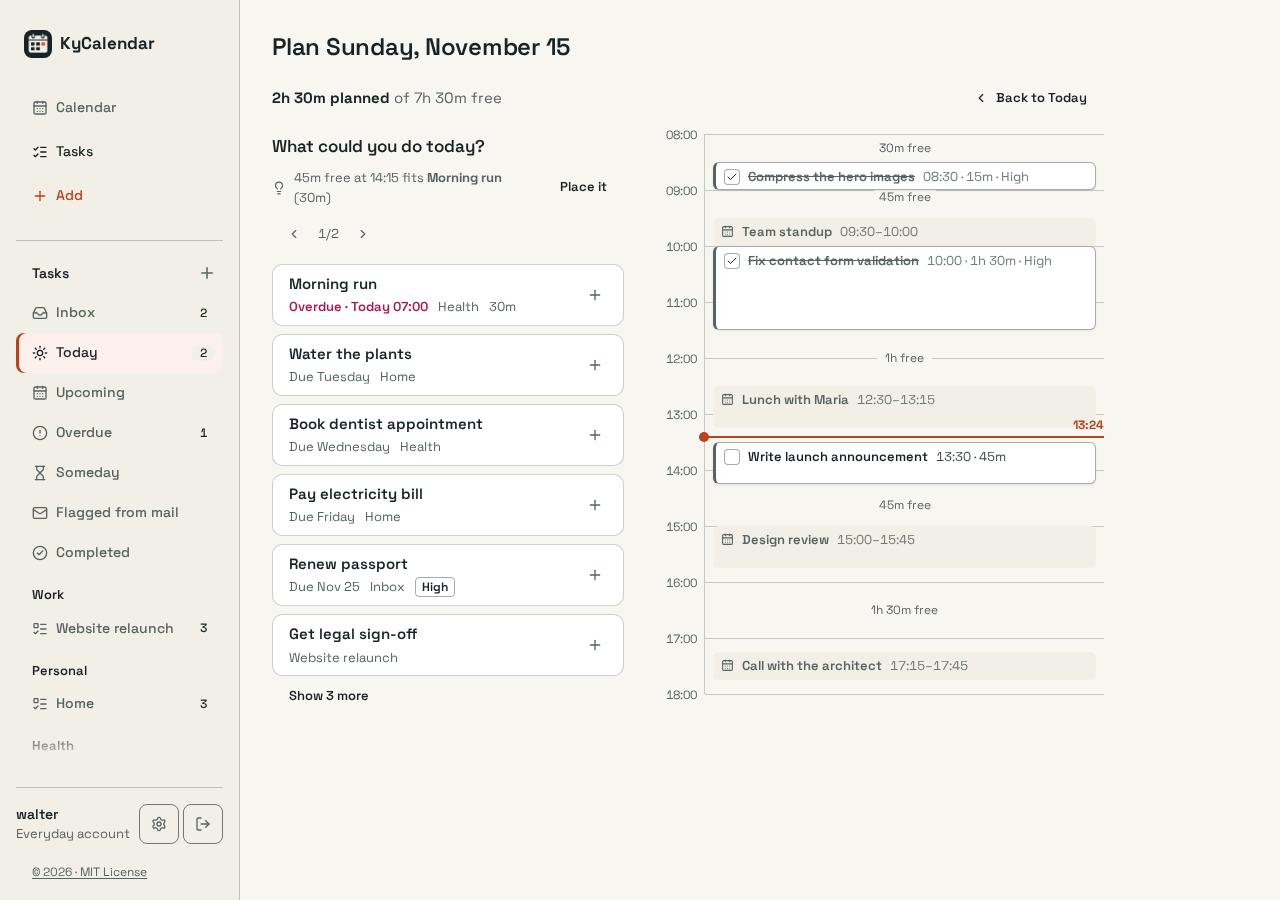 KyCalendar
Calendar
Tasks
Add
Tasks
Inbox 2
Today 2
Upcoming
Overdue 1
Someday
Flagged from mail
Completed
Work
Website relaunch 3
Personal
Home 3
Health
walter
Everyday account
© 2026 · MIT License
Plan Sunday, November 15
2h 30m planned of 7h 30m free
Back to Today
What could you do today?
45m free at 14:15 fits Morning run
(30m)
Place it
1/2
Morning run
Overdue · Today 07:00 Health 30m
Water the plants
Due Tuesday Home
Book dentist appointment
Due Wednesday Health
Pay electricity bill
Due Friday Home
Renew passport
Due Nov 25 Inbox High
Get legal sign-off
Website relaunch
Show 3 more
08:00
30m free
Compress the hero images 08:30 · 15m · High
09:00
45m free
Team standup 09:30–10:00
10:00
Fix contact form validation 10:00 · 1h 30m · High
11:00
12:00
1h free
Lunch with Maria 12:30–13:15
13:00
13:24
Write launch announcement 13:30 · 45m
14:00
45m free
15:00
Design review 15:00–15:45
16:00
1h 30m free
17:00
Call with the architect 17:15–17:45
18:00